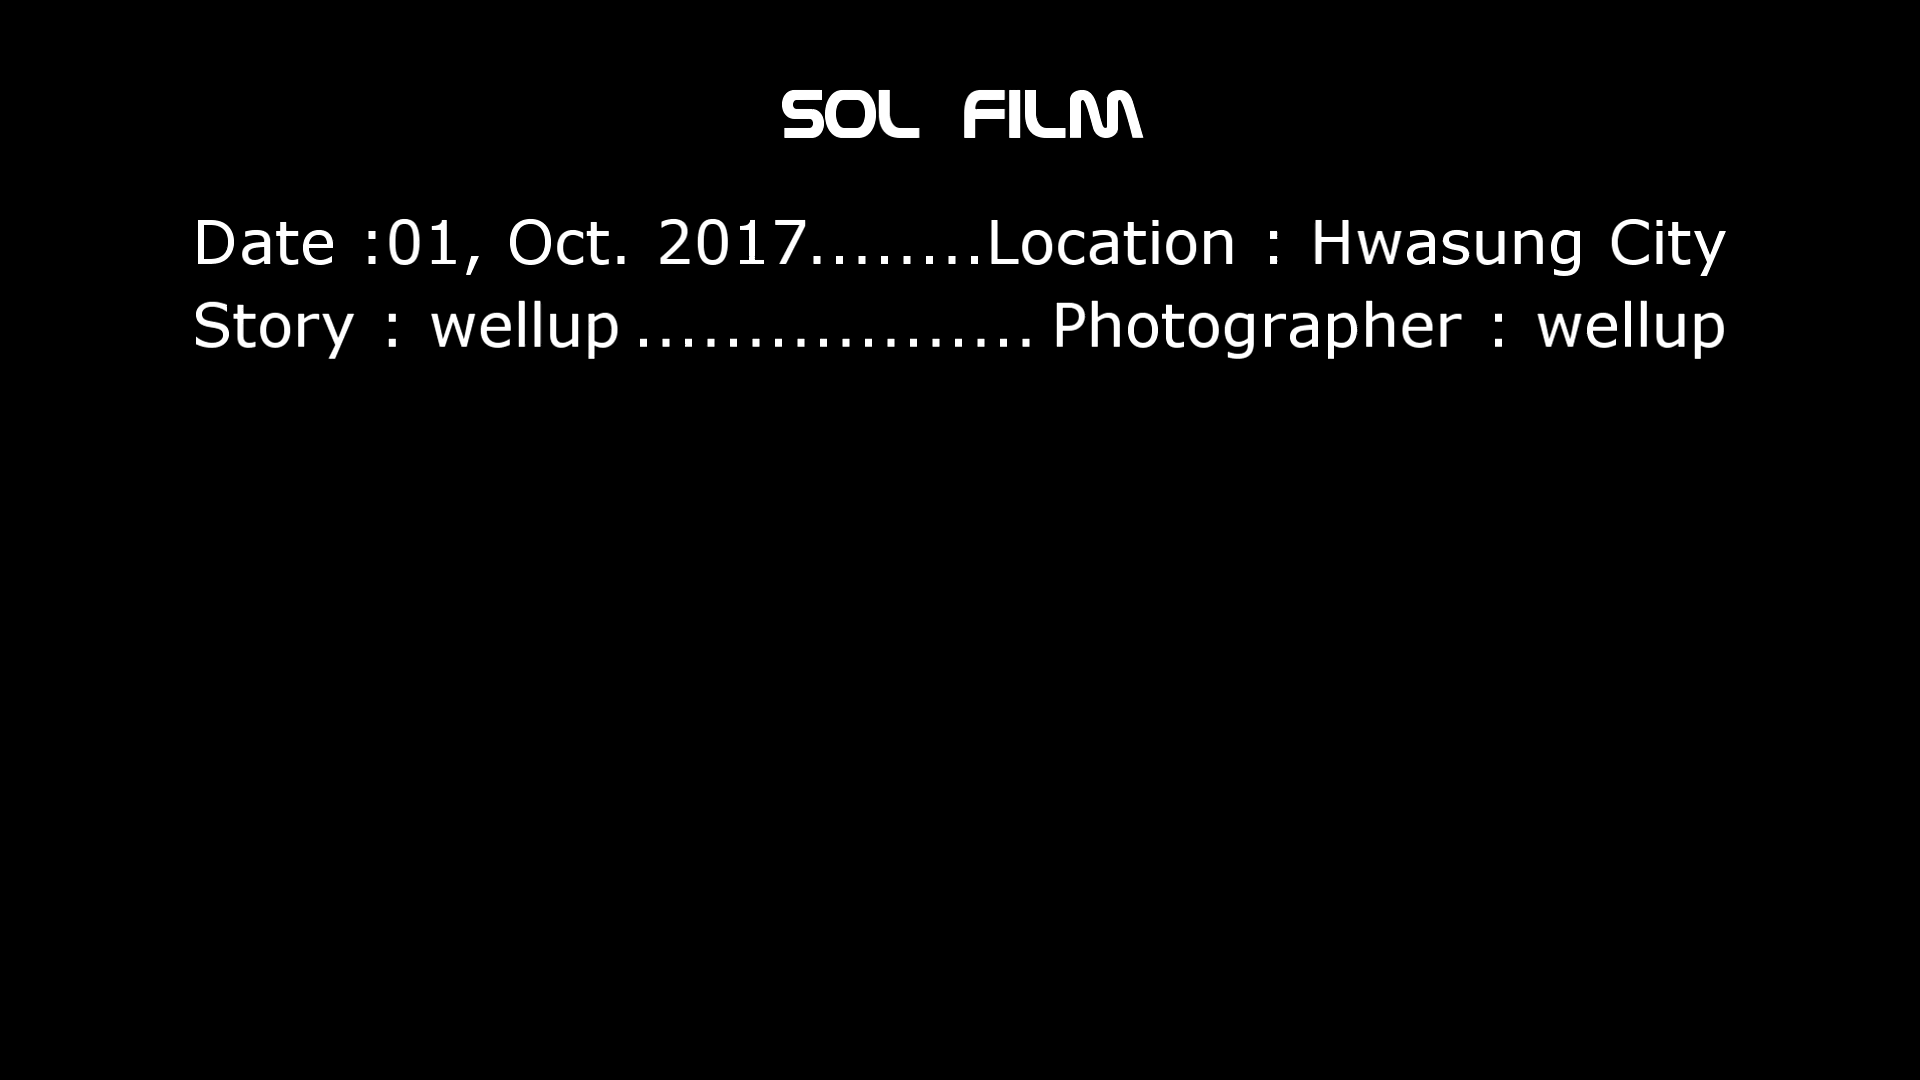 SOL FILM
Date :01, Oct. 2017........Location : Hwasung City
Story : wellup .................. Photographer : wellup